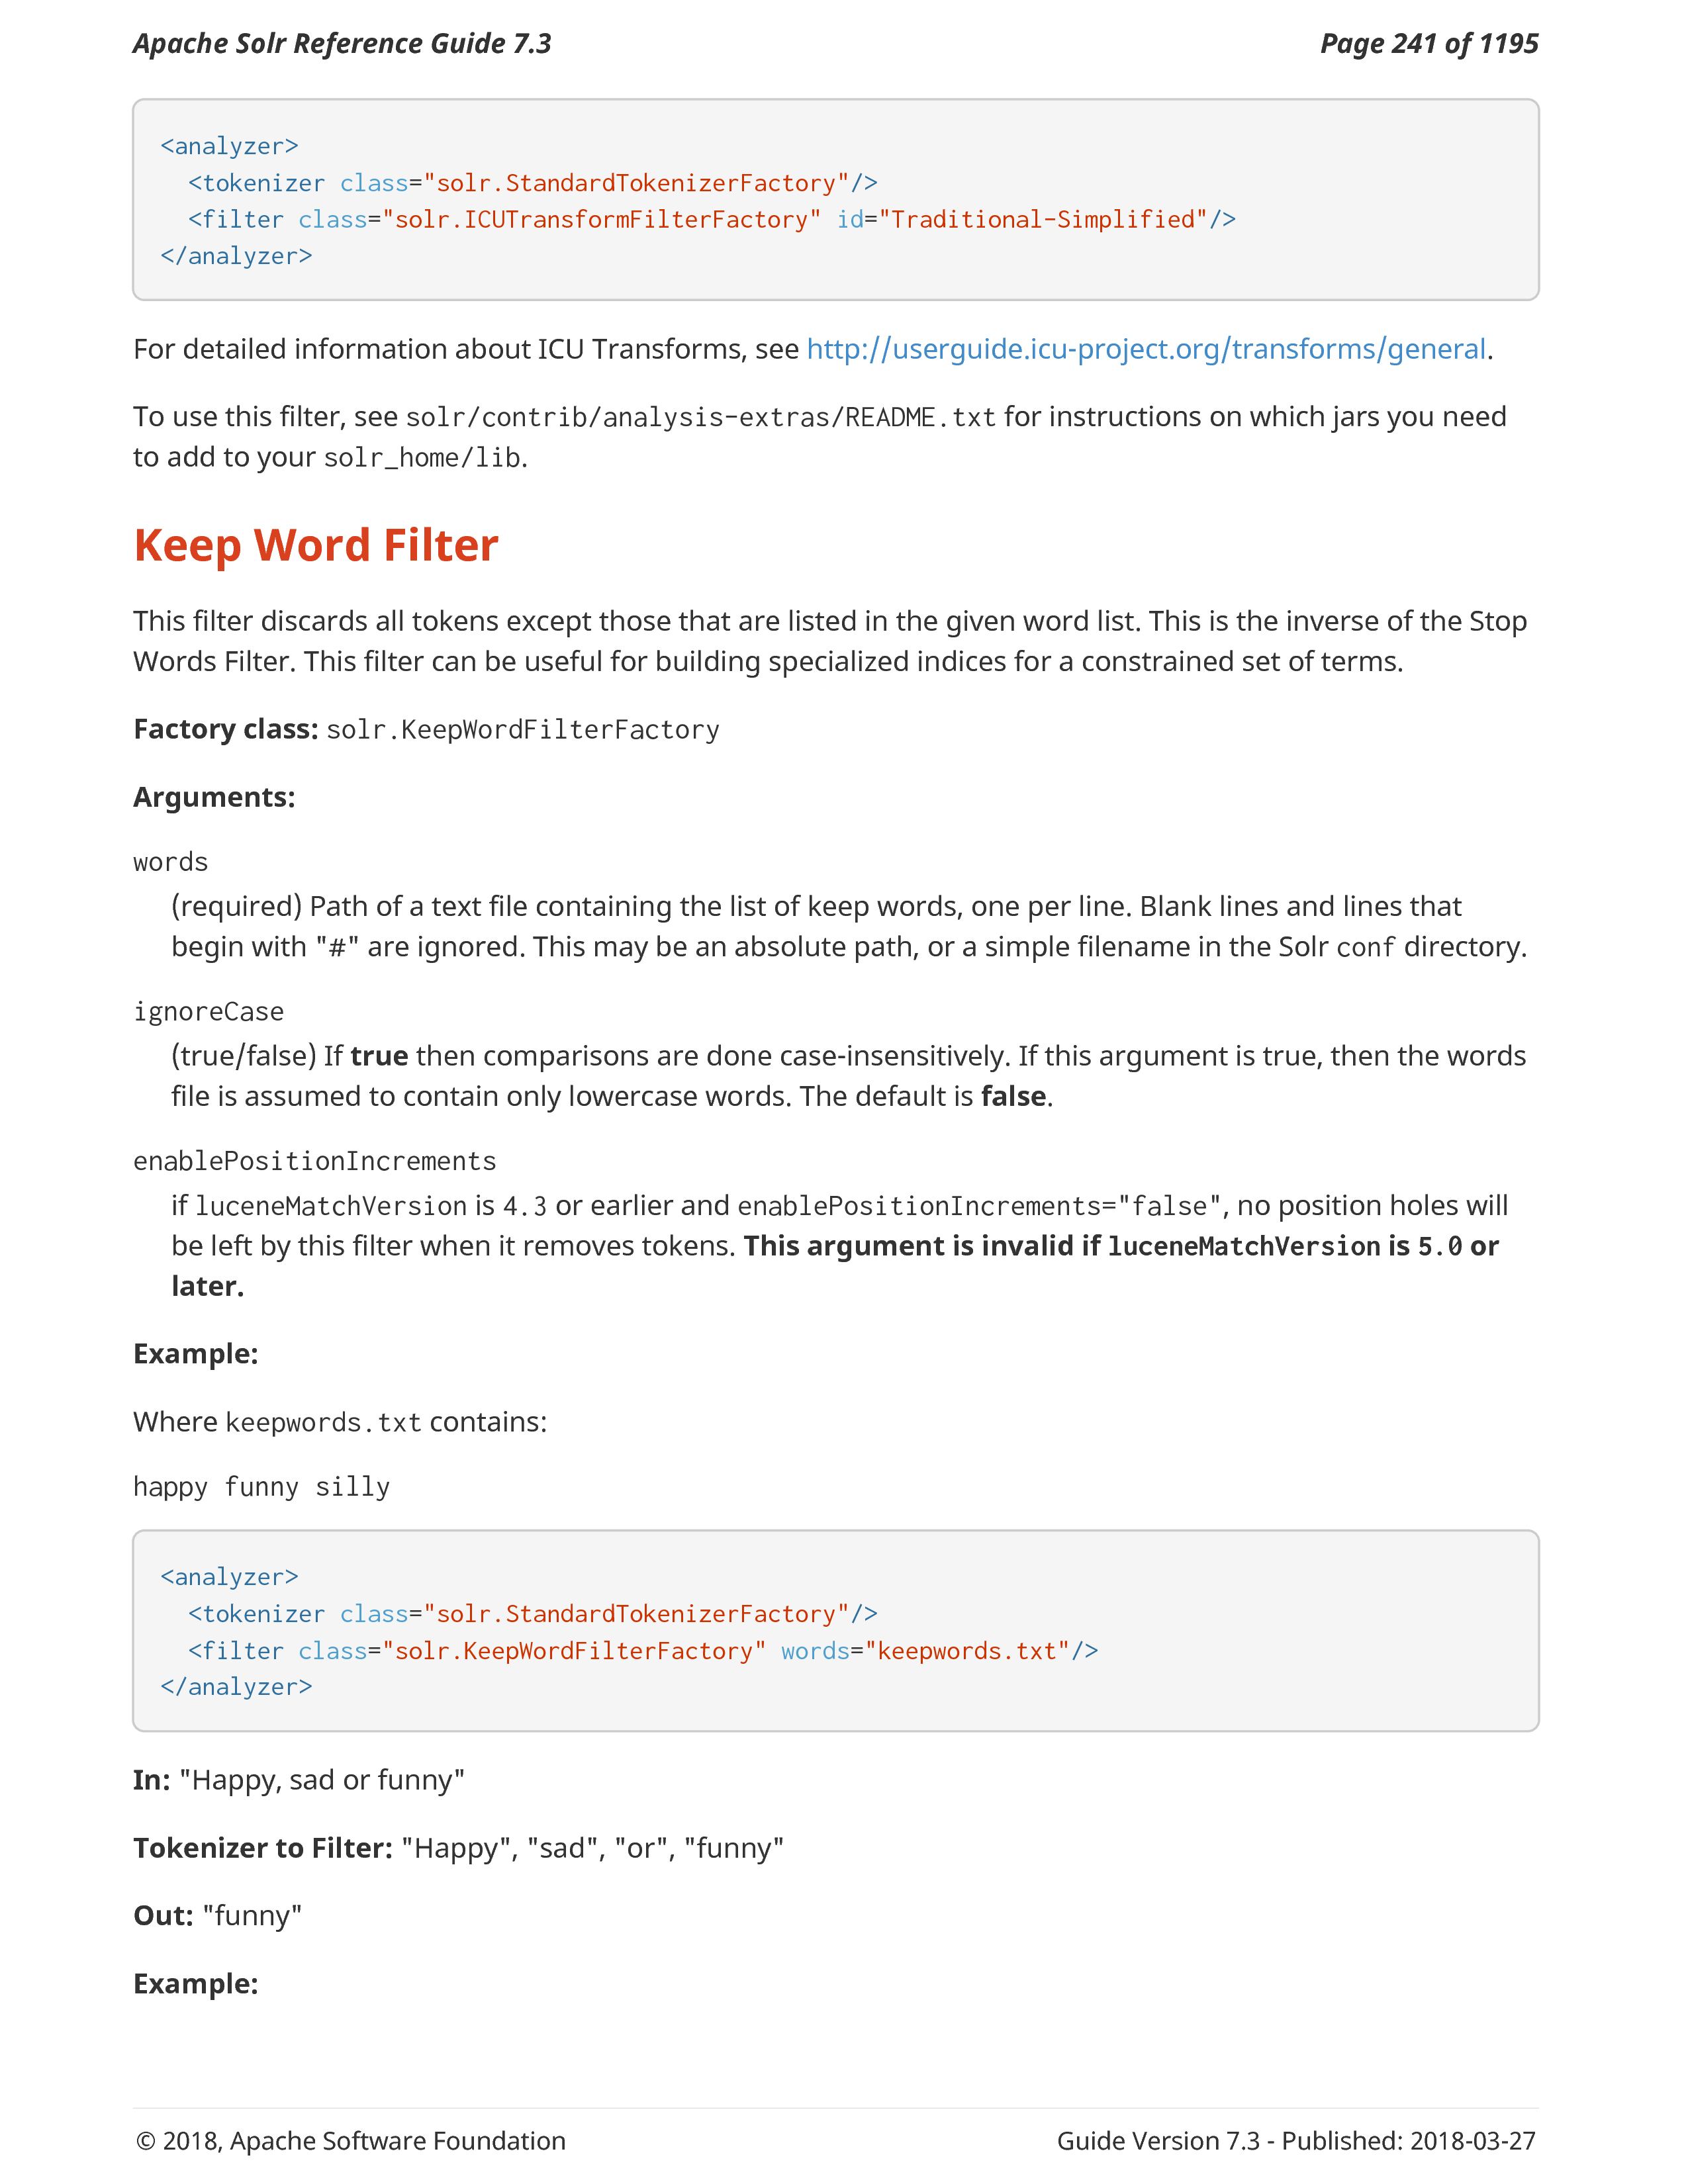 Apache Solr Reference Guide 7.3
Page 241 of 1195
<analyzer>
  <tokenizer class="solr.StandardTokenizerFactory"/>
  <filter class="solr.ICUTransformFilterFactory" id="Traditional-Simplified"/>
</analyzer>
For detailed information about ICU Transforms, see http://userguide.icu-project.org/transforms/general.
To use this filter, see solr/contrib/analysis-extras/README.txt for instructions on which jars you need
to add to your solr_home/lib.
Keep Word Filter
This filter discards all tokens except those that are listed in the given word list. This is the inverse of the Stop
Words Filter. This filter can be useful for building specialized indices for a constrained set of terms.
Factory class: solr.KeepWordFilterFactory
Arguments:
words
(required) Path of a text file containing the list of keep words, one per line. Blank lines and lines that
begin with "#" are ignored. This may be an absolute path, or a simple filename in the Solr conf directory.
ignoreCase
(true/false) If true then comparisons are done case-insensitively. If this argument is true, then the words
file is assumed to contain only lowercase words. The default is false.
enablePositionIncrements
if luceneMatchVersion is 4.3 or earlier and enablePositionIncrements="false", no position holes will
be left by this filter when it removes tokens. This argument is invalid if luceneMatchVersion is 5.0 or
later.
Example:
Where keepwords.txt contains:
happy funny silly
<analyzer>
  <tokenizer class="solr.StandardTokenizerFactory"/>
  <filter class="solr.KeepWordFilterFactory" words="keepwords.txt"/>
</analyzer>
In: "Happy, sad or funny"
Tokenizer to Filter: "Happy", "sad", "or", "funny"
Out: "funny"
Example:
© 2018, Apache Software Foundation
Guide Version 7.3 - Published: 2018-03-27